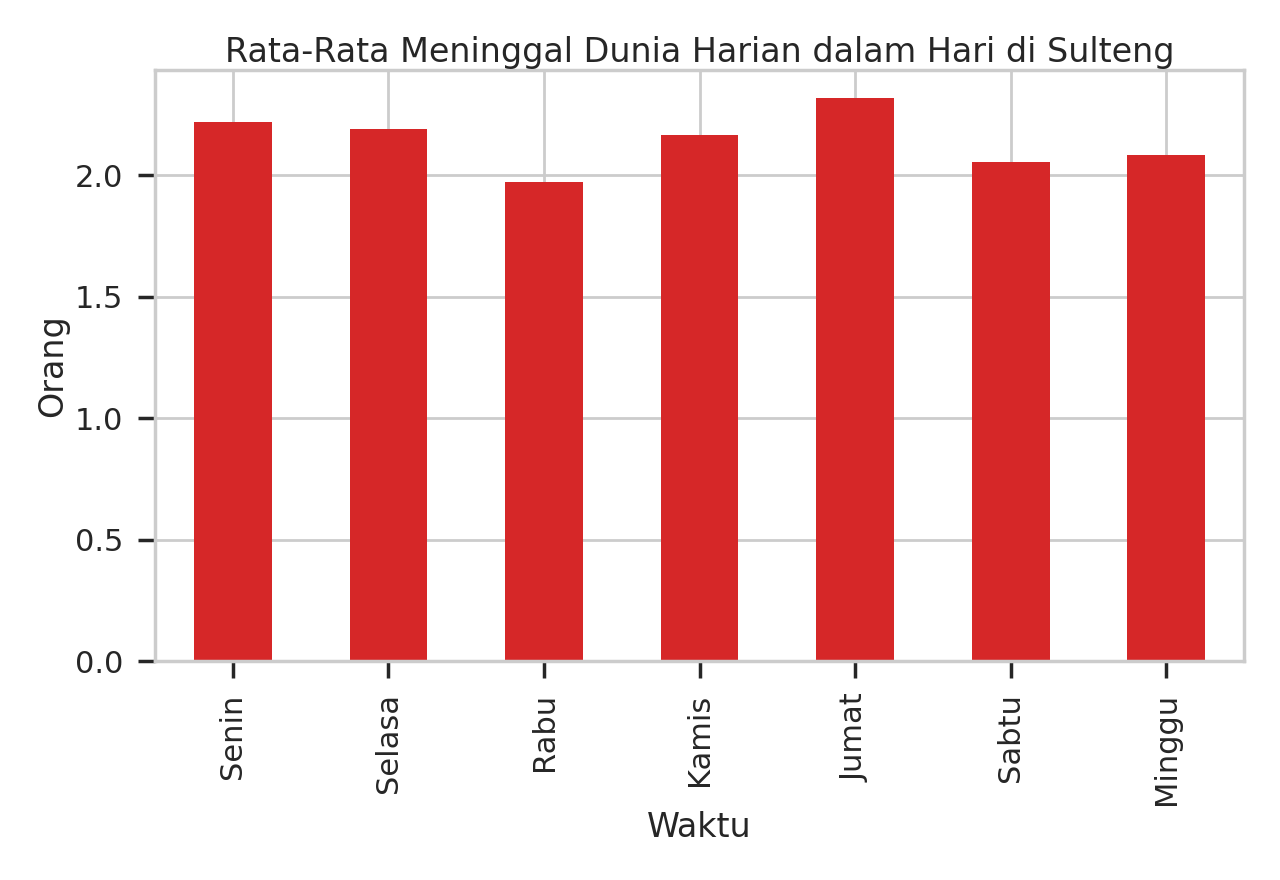 Rata-Rata Meninggal Dunia Harian dalam Hari di Sulteng
Orang
2.0
1.5
1.0
0.5
0.0
Senin
Selasa
Rabu
Kamis
Jumat
Sabtu
Minggu
Waktu